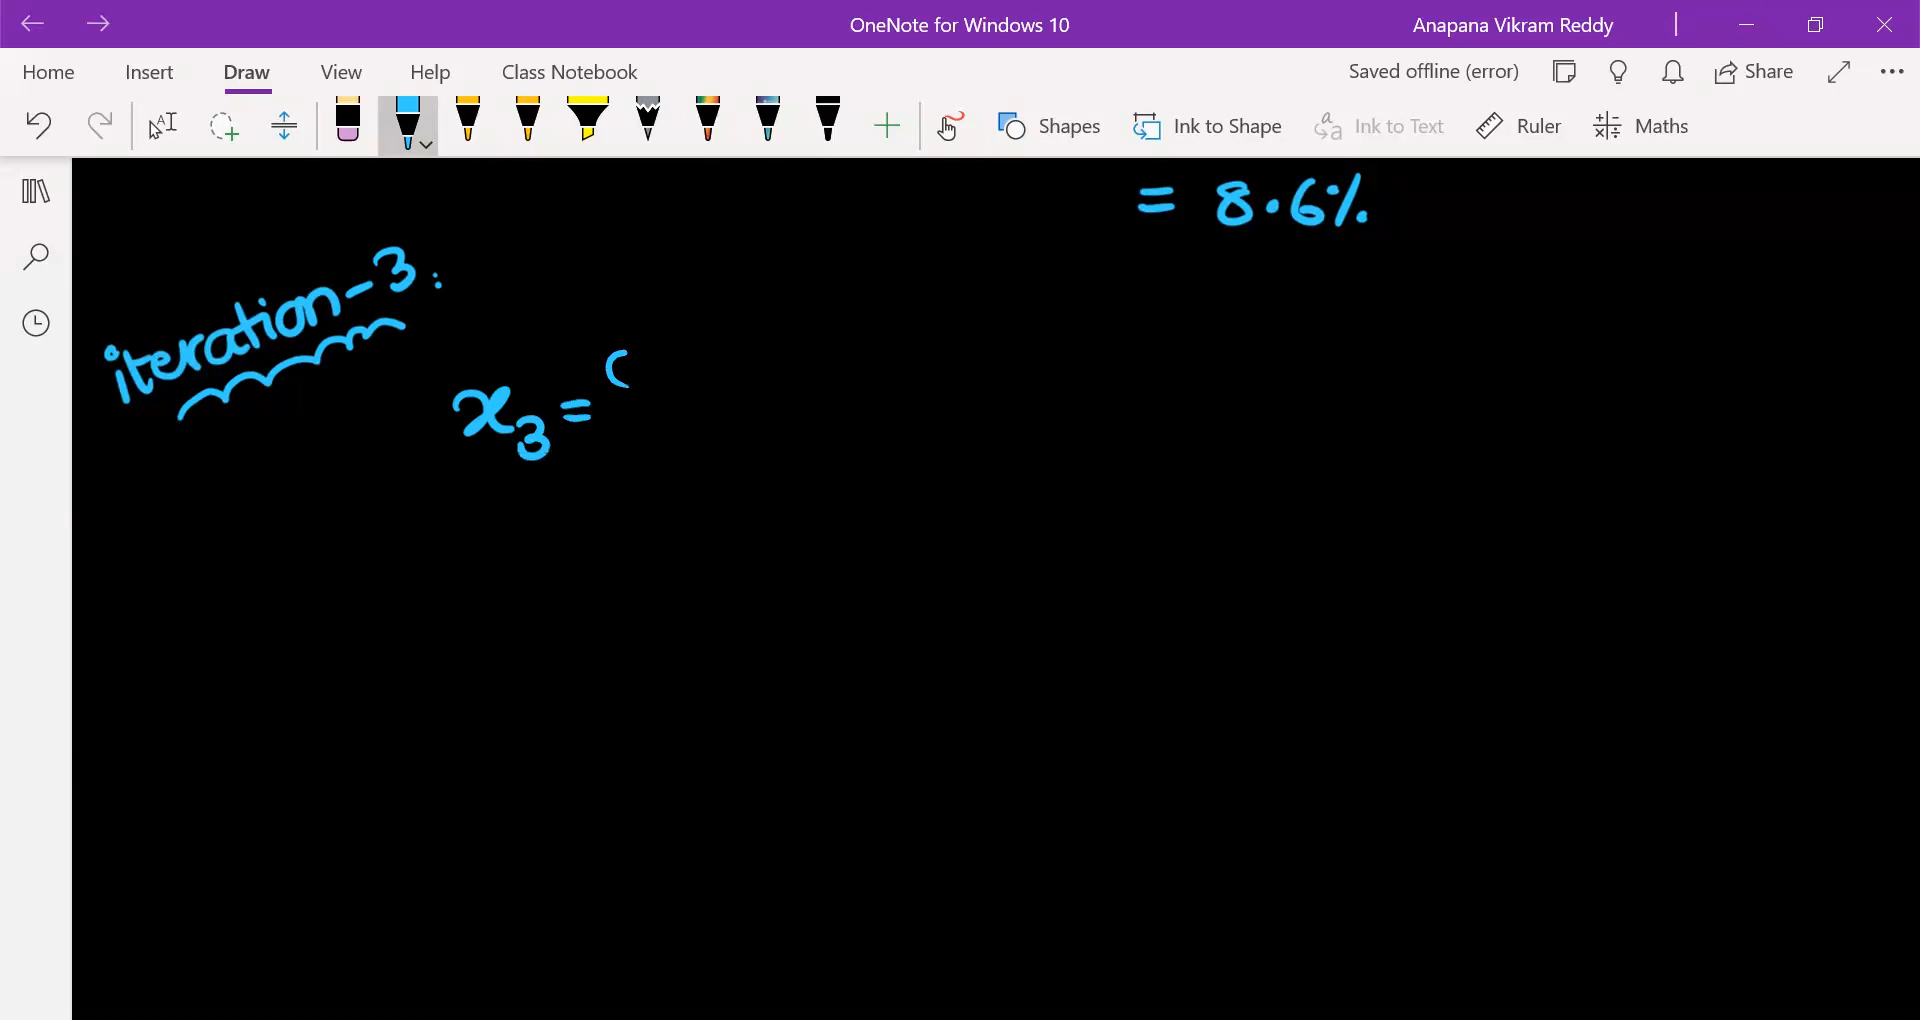 OneNote for Windows 10
Anapana Vikram Reddy
Home Insert Draw View Help Class Notebook
Saved offline (error)
Share
Shapes Ink to Shape Ink to Text Ruler Maths
= 8.6%
iteration-3:
x₃ = (